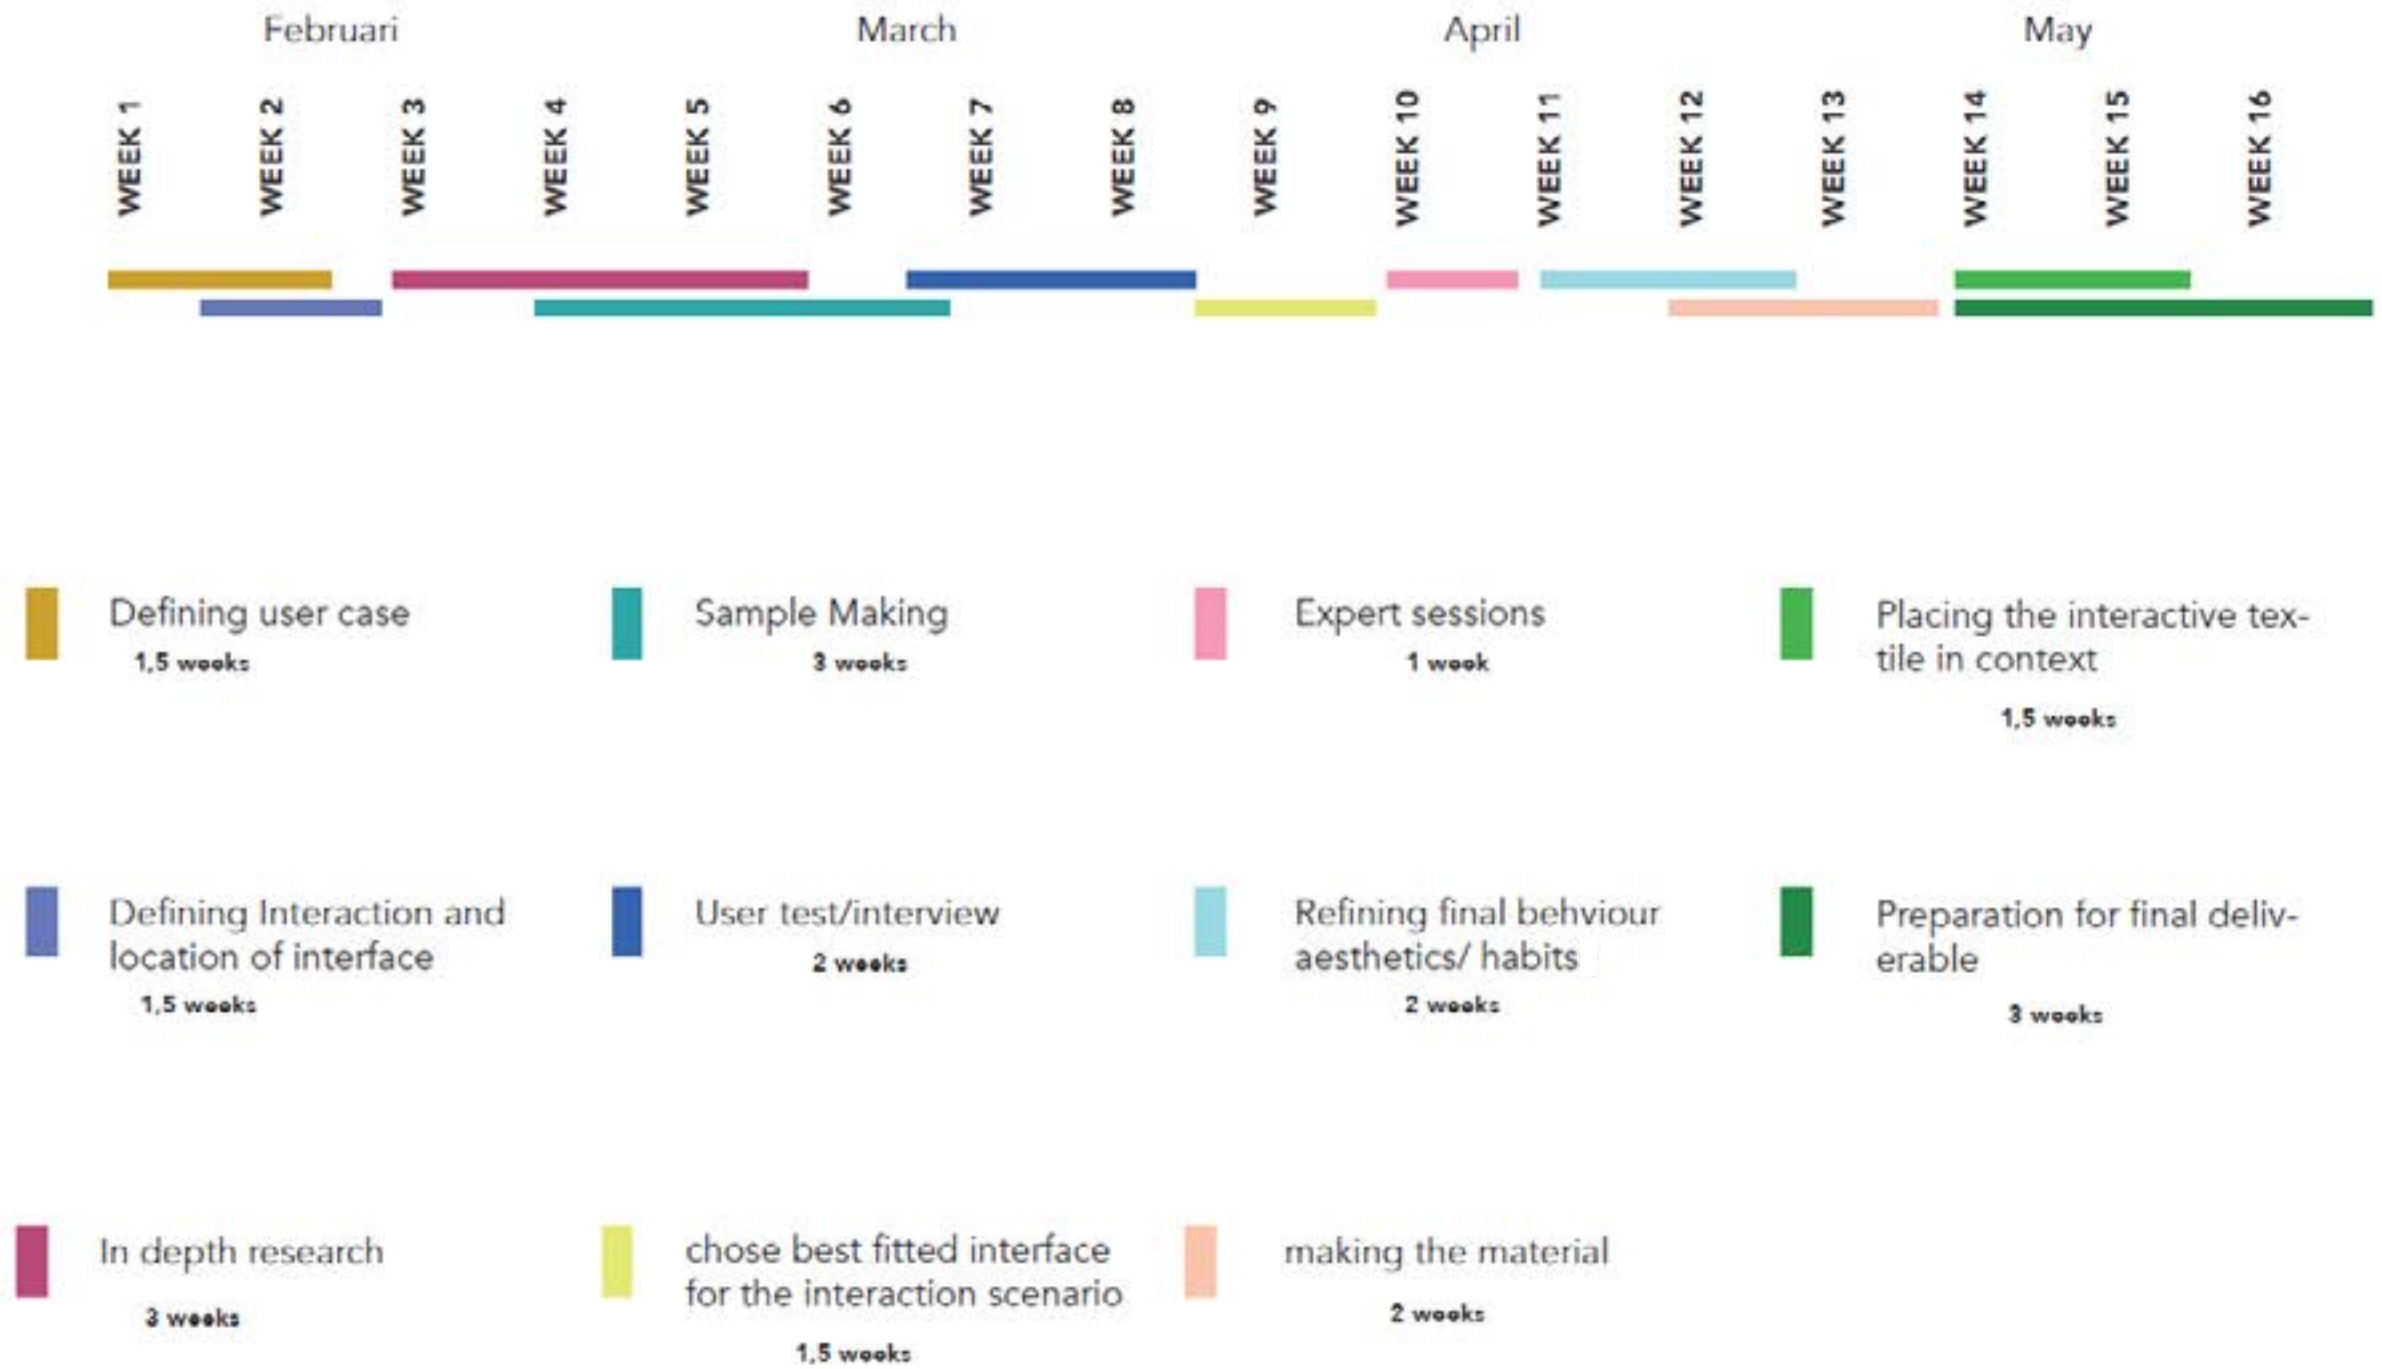 Februari
March
April
May
WEEK 1
WEEK 2
WEEK 3
WEEK 4
WEEK 5
WEEK 6
WEEK 7
WEEK 8
WEEK 9
WEEK 10
WEEK 11
WEEK 12
WEEK 13
WEEK 14
WEEK 15
WEEK 16
Defining user case
1,5 weeks
Sample Making
3 weeks
Expert sessions
1 week
Placing the interactive tex-
tile in context
1,5 weeks
Defining Interaction and
location of interface
1,5 weeks
User test/interview
2 weeks
Refining final behviour
aesthetics/ habits
2 weeks
Preparation for final deliv-
erable
3 weeks
In depth research
3 weeks
chose best fitted interface
for the interaction scenario
1,5 weeks
making the material
2 weeks